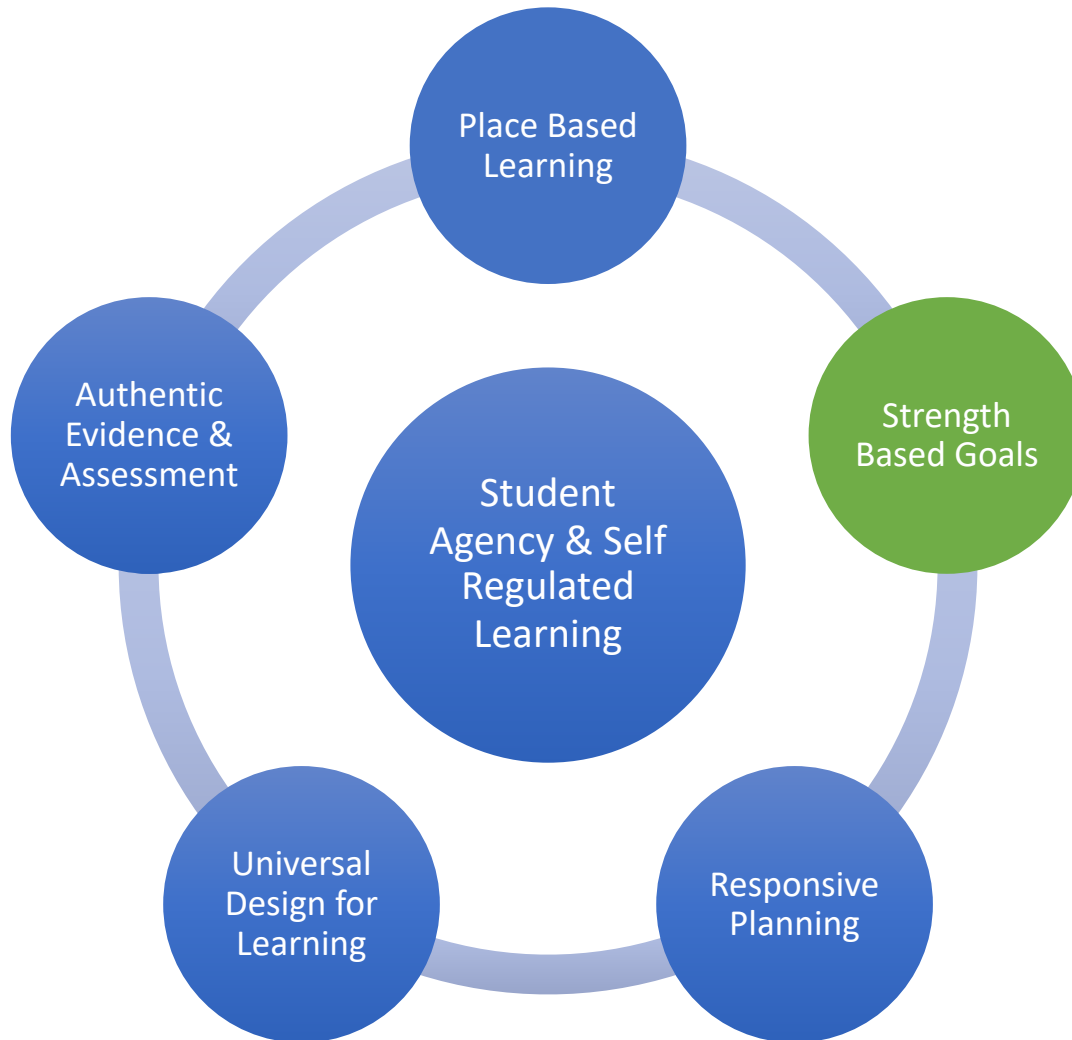 Place Based
Learning
Strength
Based Goals
Responsive
Planning
Universal
Design for
Learning
Authentic
Evidence &
Assessment
Student
Agency & Self
Regulated
Learning